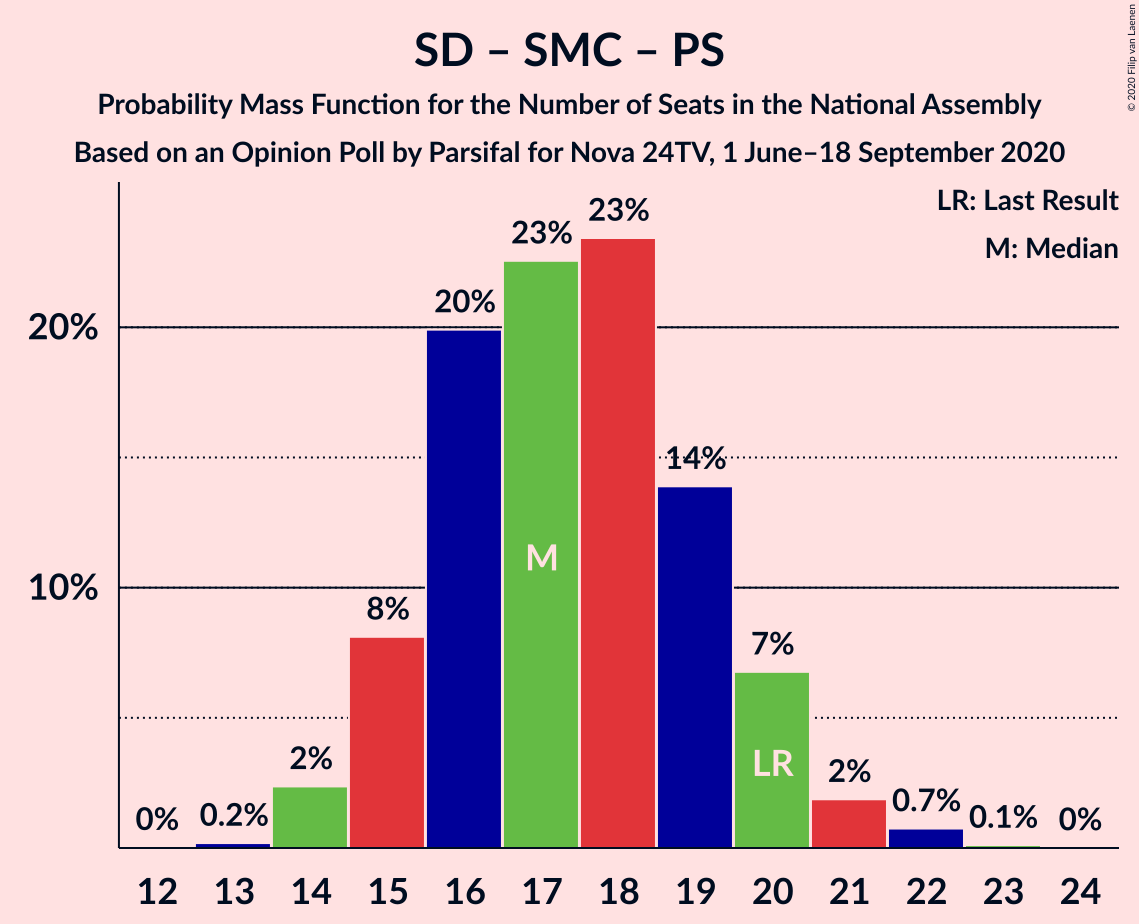 SD – SMC – PS
Probability Mass Function for the Number of Seats in the National Assembly
Based on an Opinion Poll by Parsifal for Nova 24TV, 1 June–18 September 2020
© 2020 Filip van Laenen
LR: Last Result
M: Median
20%
10%
0% 0.2% 2% 8% 20% 23% 23% 14% 7% 2% 0.7% 0.1% 0%
M
LR
12 13 14 15 16 17 18 19 20 21 22 23 24